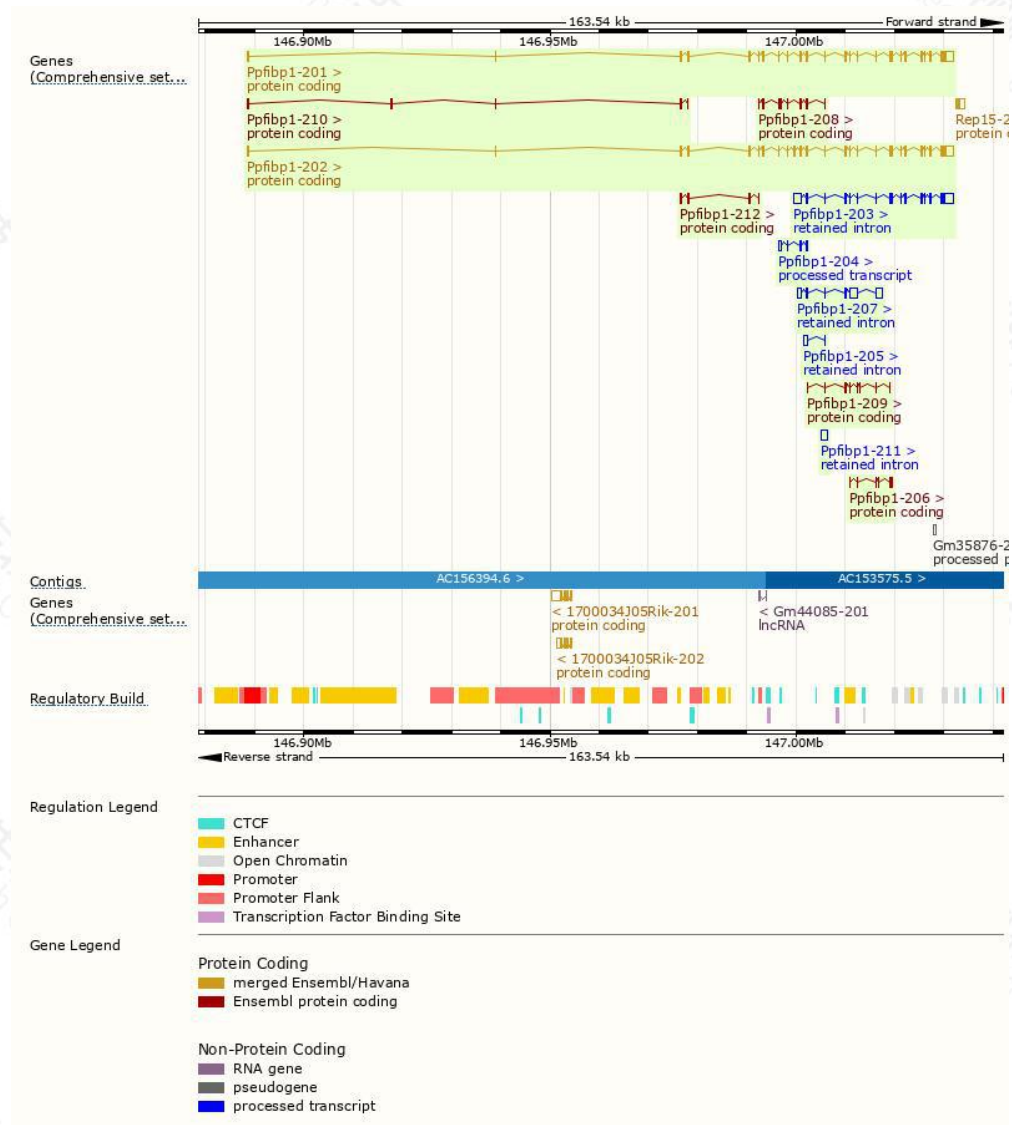 163.54 kb Forward strand
146.90Mb 146.95Mb 147.00Mb
Genes
(Comprehensive set...
Ppfibp1-201 >
protein coding
Ppfibp1-210 > Ppfibp1-208 > Rep15-2
protein coding protein coding protein
Ppfibp1-202 >
protein coding
Ppfibp1-212 > Ppfibp1-203 >
protein coding retained intron
Ppfibp1-204 >
processed transcript
Ppfibp1-207 >
retained intron
Ppfibp1-205 >
retained intron
Ppfibp1-209 >
protein coding
Ppfibp1-211 >
retained intron
Ppfibp1-206 >
protein coding
Gm35876-2
processed p
Contigs AC156394.6 > AC153575.5 >
Genes
(Comprehensive set...
< 1700034J05Rik-201 < Gm44085-201
protein coding lncRNA
< 1700034J05Rik-202
protein coding
Regulatory Build
146.90Mb 146.95Mb 147.00Mb
Reverse strand 163.54 kb
Regulation Legend
CTCF
Enhancer
Open Chromatin
Promoter
Promoter Flank
Transcription Factor Binding Site
Gene Legend
Protein Coding
merged Ensembl/Havana
Ensembl protein coding
Non-Protein Coding
RNA gene
pseudogene
processed transcript